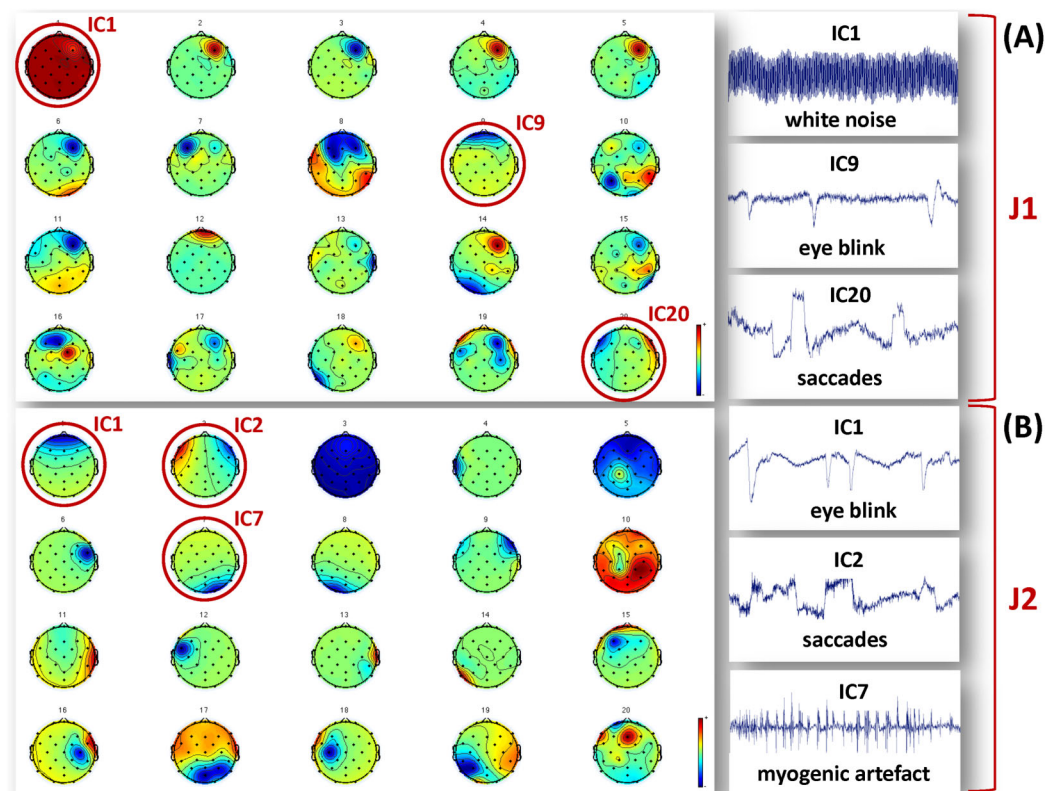 IC1
1 2 3 4 5
IC9
6 7 8 9 10
11 12 13 14 15
IC20
16 17 18 19
+
-
IC1
white noise
IC9
eye blink
IC20
saccades
(A)
J1
IC1 IC2
3 4 5
IC7
6 8 9 10
11 12 13 14 15
16 17 18 19 20
+
-
IC1
eye blink
IC2
saccades
IC7
myogenic artefact
(B)
J2